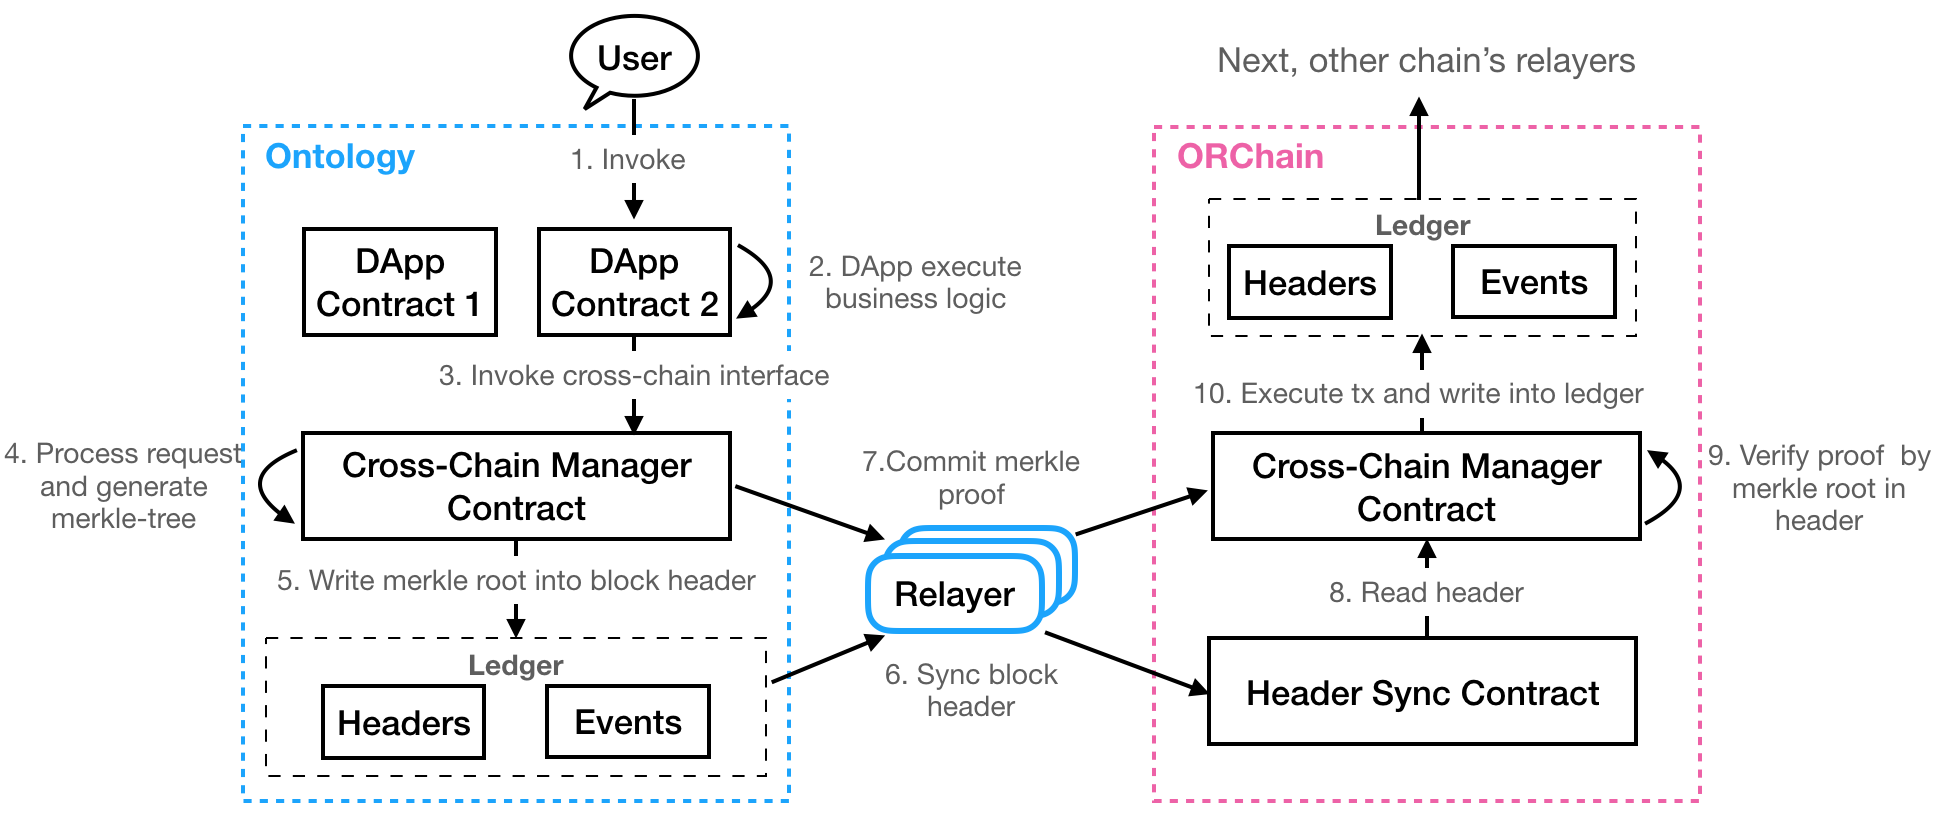 User
Next, other chain’s relayers
Ontology
1. Invoke
DApp
Contract 1
DApp
Contract 2
2. DApp execute
business logic
3. Invoke cross-chain interface
4. Process request
and generate
merkle-tree
Cross-Chain Manager
Contract
5. Write merkle root into block header
Ledger
Headers
Events
7.Commit merkle
proof
Relayer
6. Sync block
header
ORChain
Ledger
Headers
Events
10. Execute tx and write into ledger
Cross-Chain Manager
Contract
9. Verify proof  by
merkle root in
header
8. Read header
Header Sync Contract